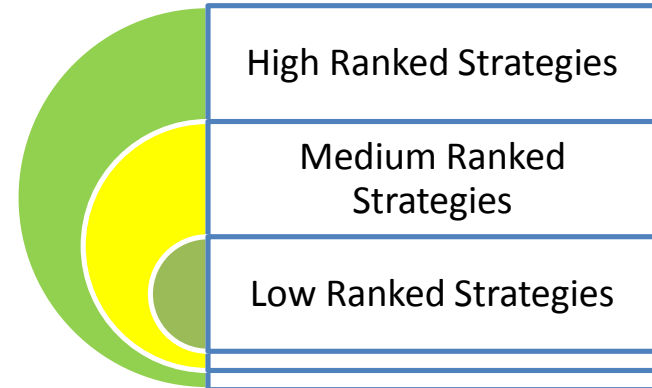 High Ranked Strategies
Medium Ranked
Strategies
Low Ranked Strategies